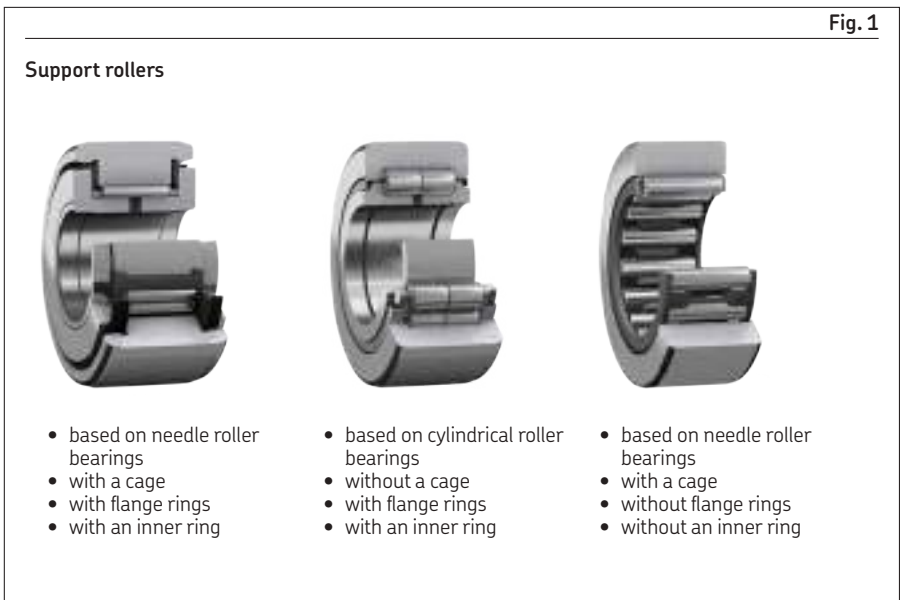 Fig. 1
Support rollers
• based on needle roller
bearings
• with a cage
• with flange rings
• with an inner ring
• based on cylindrical roller
bearings
• without a cage
• with flange rings
• with an inner ring
• based on needle roller
bearings
• with a cage
• without flange rings
• without an inner ring